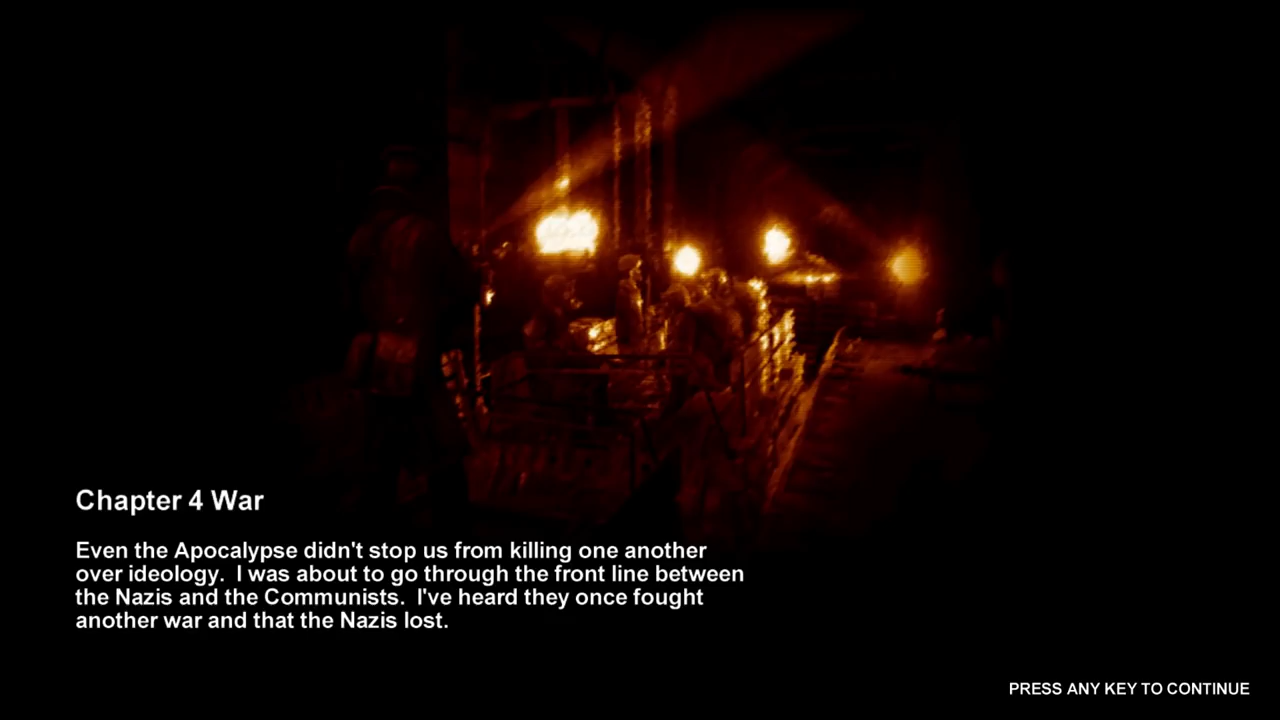 Chapter 4 War
Even the Apocalypse didn't stop us from killing one another
over ideology.  I was about to go through the front line between
the Nazis and the Communists.  I've heard they once fought
another war and that the Nazis lost.
PRESS ANY KEY TO CONTINUE